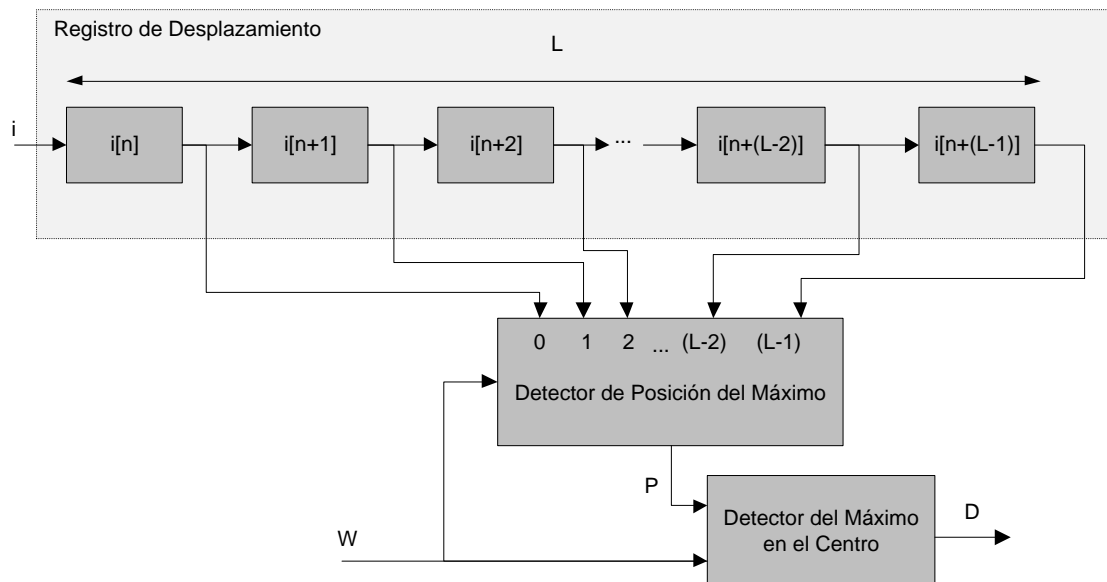 Registro de Desplazamiento
L
i
i[n]
i[n+1]
i[n+2]
...
i[n+(L-2)]
i[n+(L-1)]
0 1 2 ... (L-2) (L-1)
Detector de Posición del Máximo
P
W
Detector del Máximo
en el Centro
D